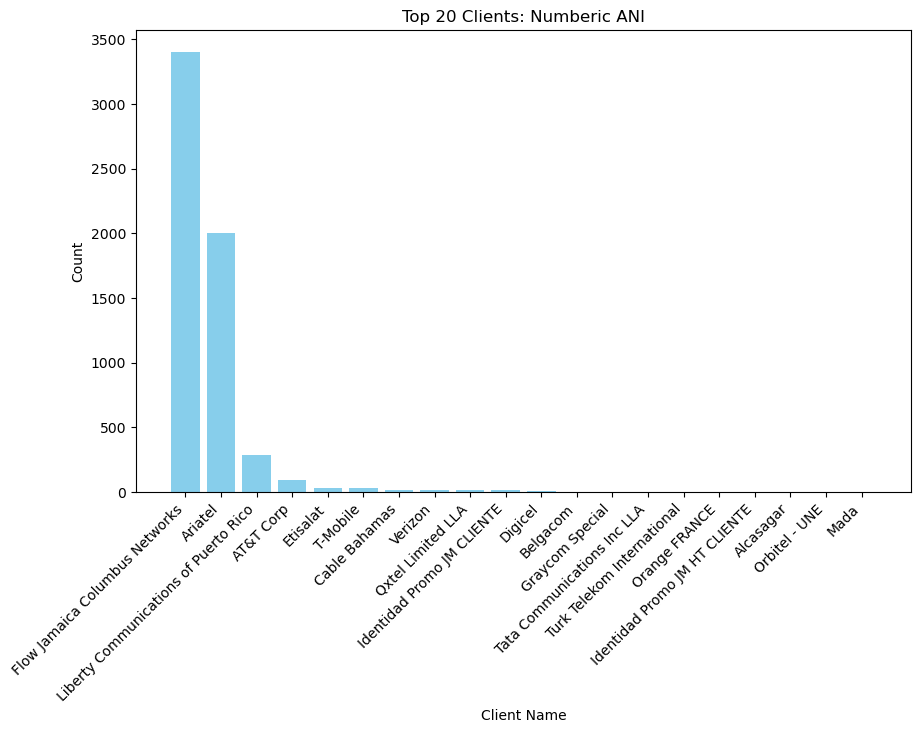 Top 20 Clients: Numberic ANI
Count
3500
3000
2500
2000
1500
1000
500
0
Flow Jamaica Columbus Networks
Ariatel
Liberty Communications of Puerto Rico
AT&T Corp
Etisalat
T-Mobile
Cable Bahamas
Verizon
Qxtel Limited LLA
Identidad Promo JM CLIENTE
Digicel
Belgacom
Graycom Special
Tata Communications Inc LLA
Turk Telekom International
Orange FRANCE
Identidad Promo JM HT CLIENTE
Alcasagar
Orbitel - UNE
Mada
Client Name